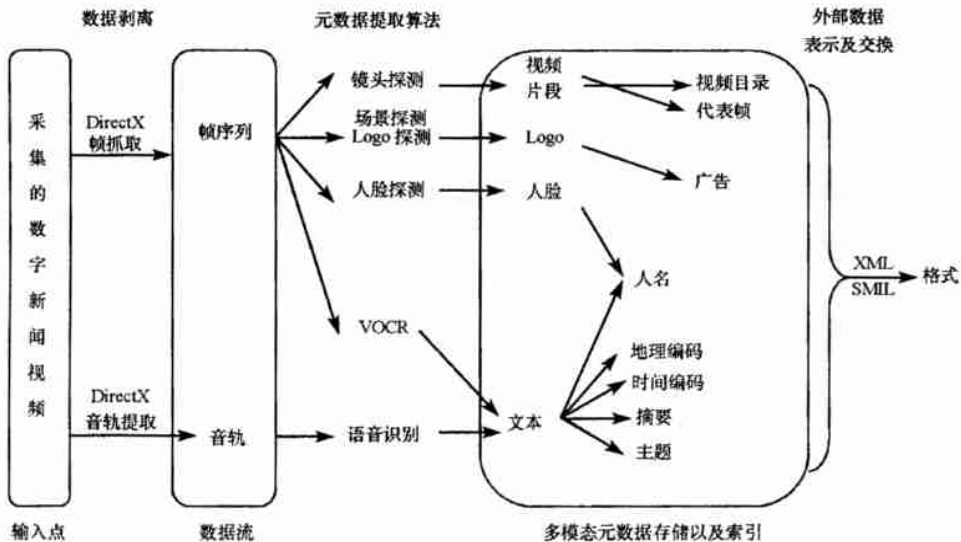 数据剥离
元数据提取算法
外部数据
表示及交换
采集的数字新闻视频
DirectX
帧抓取
DirectX
音轨提取
帧序列
音轨
镜头探测
场景探测
Logo 探测
人脸探测
VOCR
语音识别
视频
片段
Logo
人脸
文本
视频目录
代表帧
广告
人名
地理编码
时间编码
摘要
主题
XML
SMIL
格式
输入点
数据流
多模态元数据存储以及索引